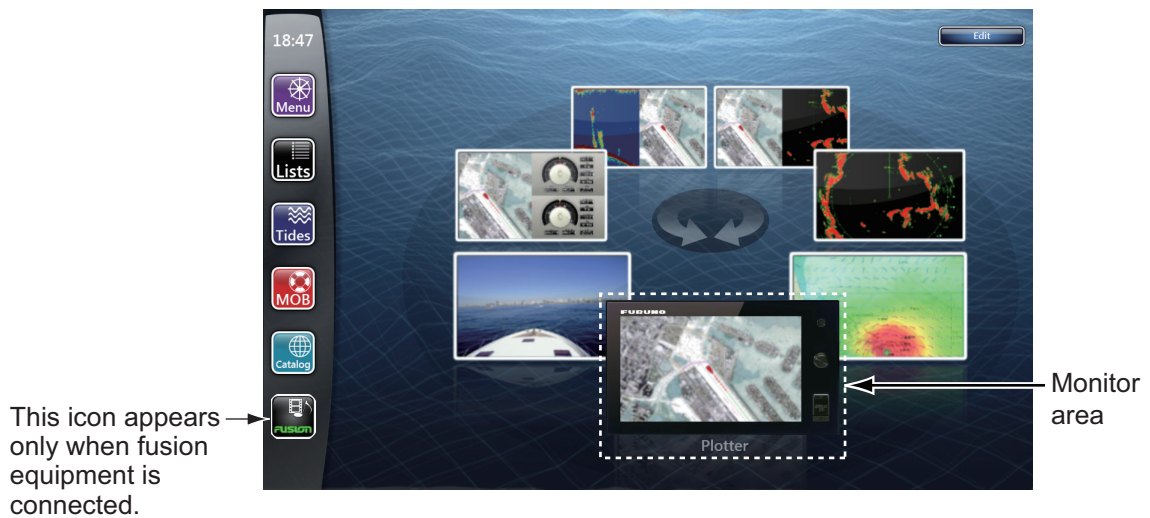 18:47
Edit
Menu
Lists
Tides
MOB
Catalog
FUSION
FURUNO
Plotter
Monitor
area
This icon appears
only when fusion
equipment is
connected.